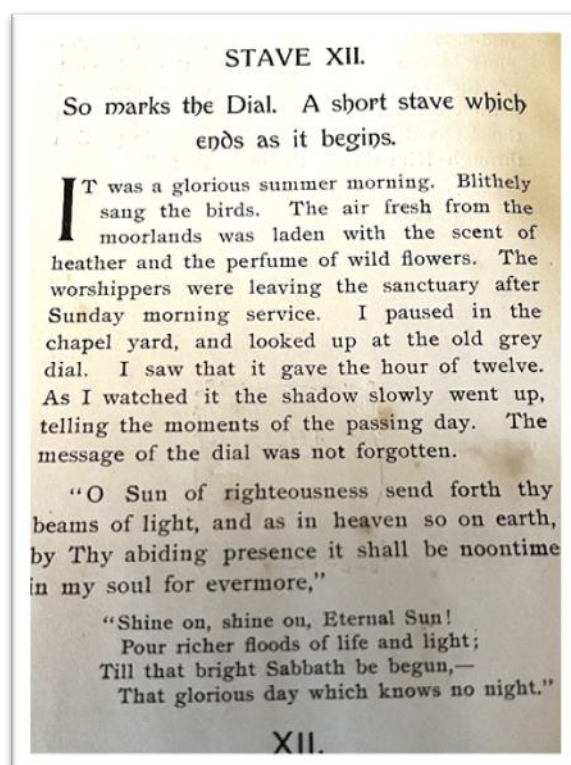 STAVE XII.
So marks the Dial. A short stave which
ends as it begins.
IT was a glorious summer morning. Blithely
sang the birds. The air fresh from the
moorlands was laden with the scent of
heather and the perfume of wild flowers. The
worshippers were leaving the sanctuary after
Sunday morning service. I paused in the
chapel yard, and looked up at the old grey
dial. I saw that it gave the hour of twelve.
As I watched it the shadow slowly went up,
telling the moments of the passing day. The
message of the dial was not forgotten.
"O Sun of righteousness send forth thy
beams of light, and as in heaven so on earth,
by Thy abiding presence it shall be noontime
in my soul for evermore,"
"Shine on, shine on, Eternal Sun!
Pour richer floods of life and light;
Till that bright Sabbath be begun,—
That glorious day which knows no night."
XII.